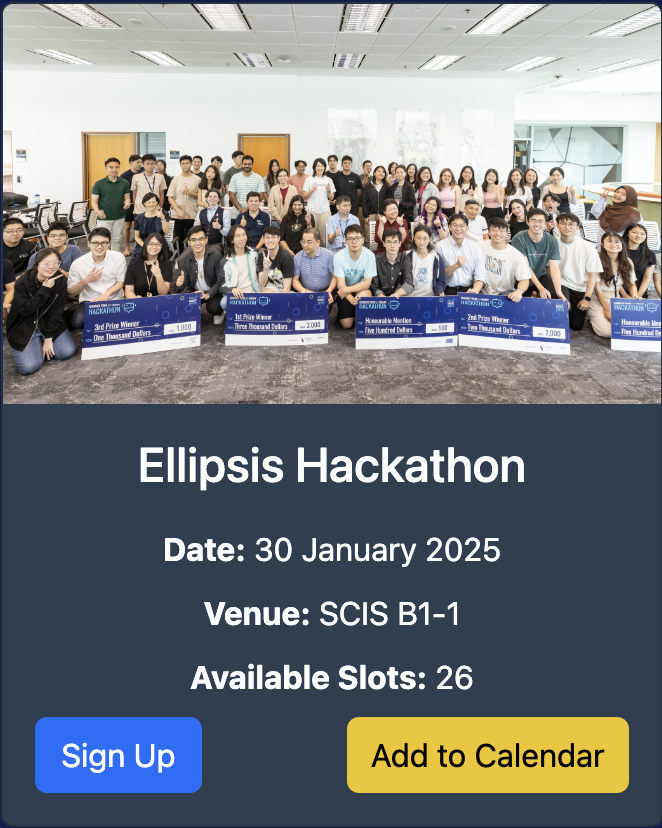 HACKATHON
3rd Prize Winner
One Thousand Dollars
1,000
HACKATHON
1st Prize Winner
Three Thousand Dollars
3,000
HACKATHON
Honourable Mention
Five Hundred Dollars
500
HACKATHON
2nd Prize Winner
Two Thousand Dollars
2,000
HACKATHON
Honourable Men
Five Hundred Do
Ellipsis Hackathon
Date: 30 January 2025
Venue: SCIS B1-1
Available Slots: 26
Sign Up
Add to Calendar